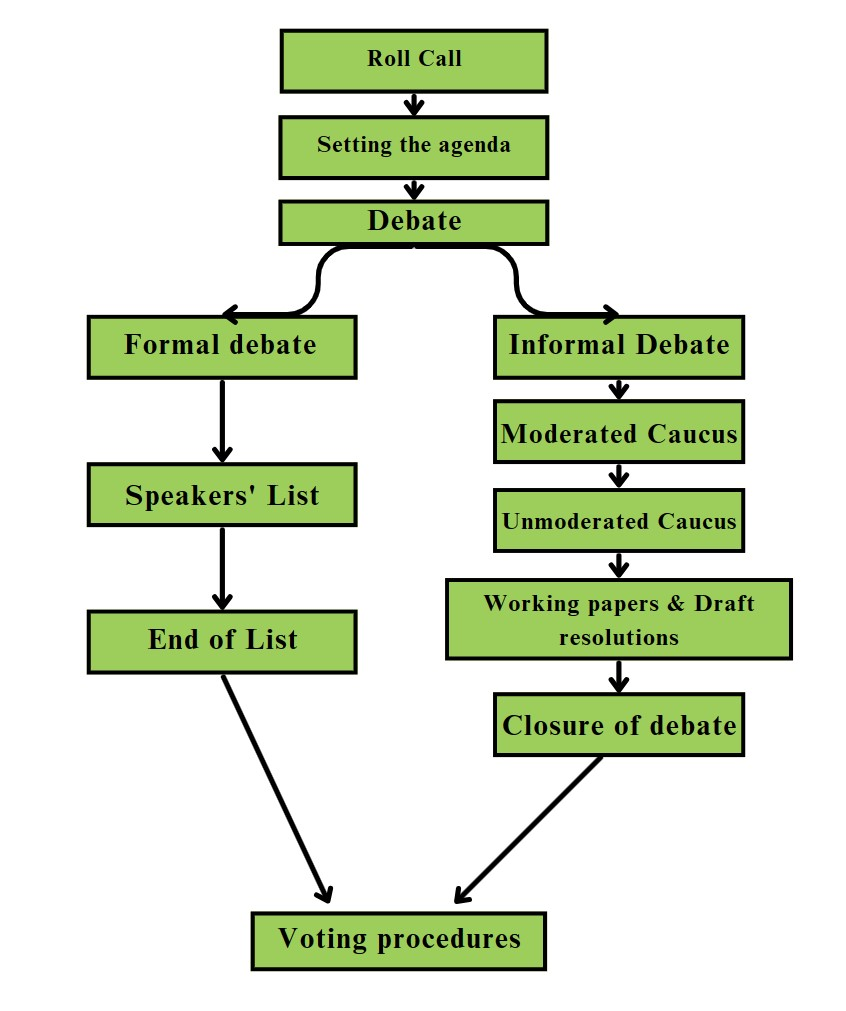 Roll Call
Setting the agenda
Debate
Formal debate
Speakers' List
End of List
Informal Debate
Moderated Caucus
Unmoderated Caucus
Working papers & Draft
resolutions
Closure of debate
Voting procedures